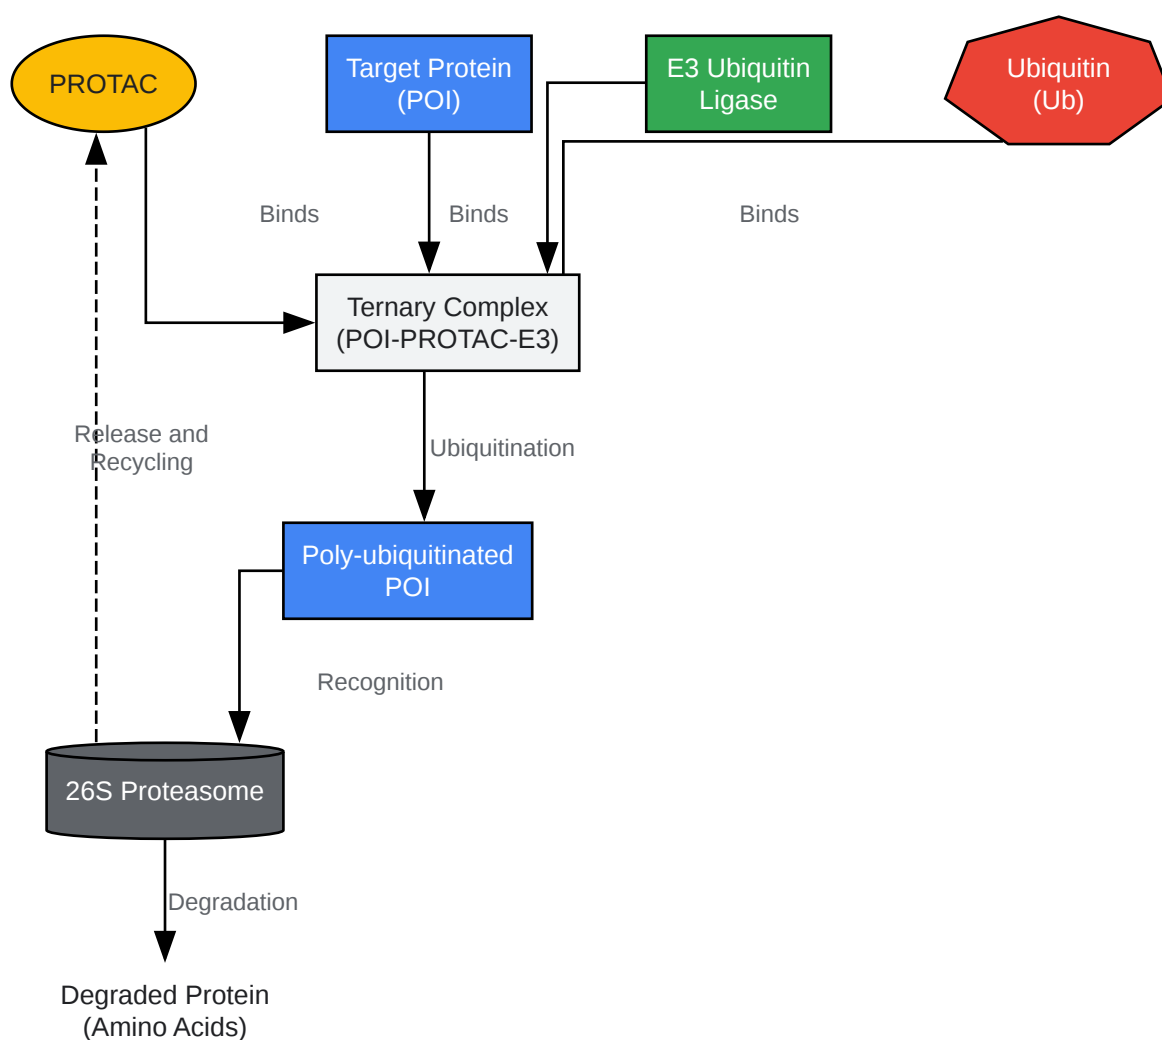 PROTAC
Target Protein
(POI)
E3 Ubiquitin
Ligase
Ubiquitin
(Ub)
Binds
Binds
Binds
Ternary Complex
(POI-PROTAC-E3)
Release and
Recycling
Ubiquitination
Poly-ubiquitinated
POI
Recognition
26S Proteasome
Degradation
Degraded Protein
(Amino Acids)